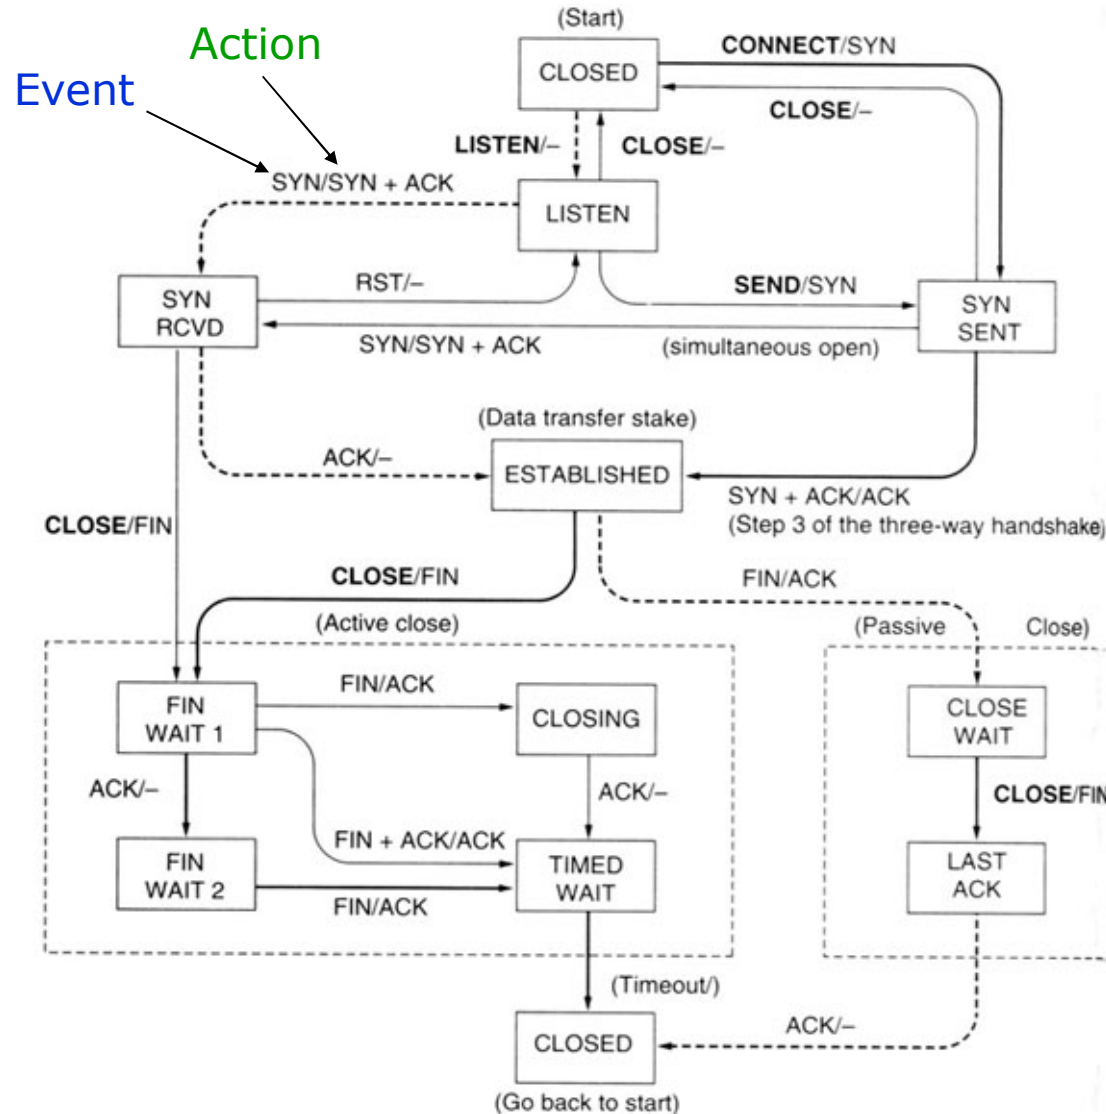 (Start)
Action
CLOSED
CONNECT/SYN
Event
CLOSE/–
LISTEN/–
CLOSE/–
SYN/SYN + ACK
LISTEN
RST/–
SEND/SYN
SYN
RCVD
SYN
SENT
SYN/SYN + ACK
(simultaneous open)
(Data transfer stake)
ACK/–
ESTABLISHED
SYN + ACK/ACK
(Step 3 of the three-way handshake)
CLOSE/FIN
CLOSE/FIN
FIN/ACK
(Active close)
(Passive Close)
FIN
WAIT 1
FIN/ACK
CLOSING
CLOSE
WAIT
ACK/–
ACK/–
CLOSE/FIN
FIN + ACK/ACK
FIN
WAIT 2
TIMED
WAIT
LAST
ACK
FIN/ACK
(Timeout/)
ACK/–
CLOSED
(Go back to start)